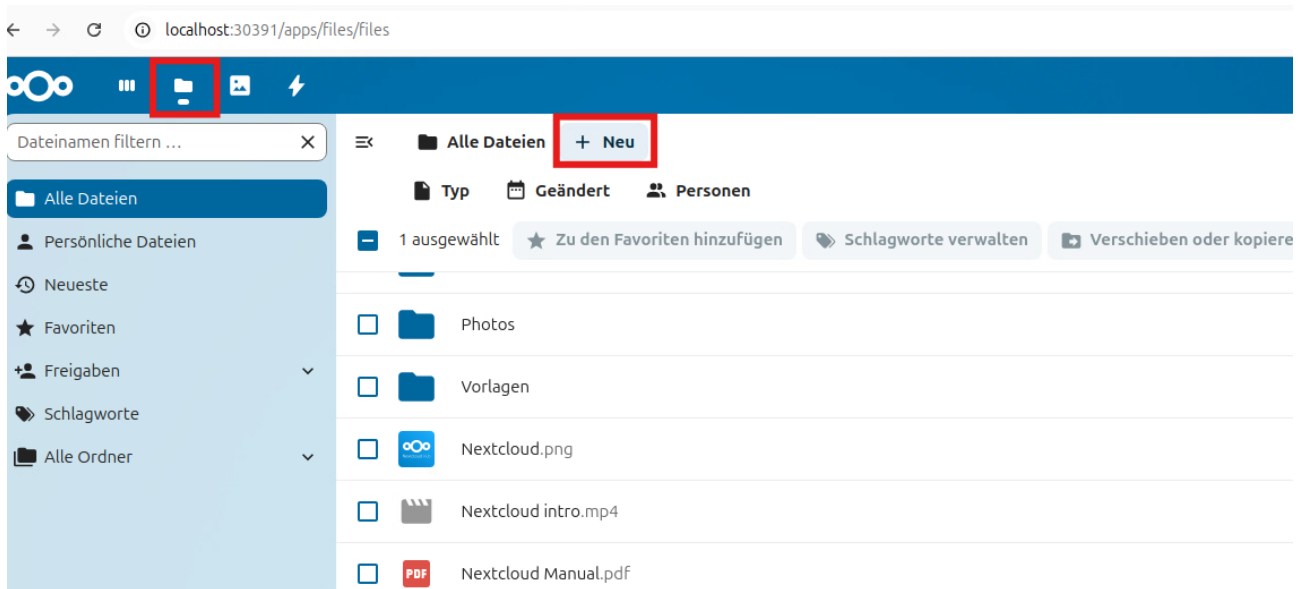 localhost:30391/apps/files/files
Dateinamen filtern ...
Alle Dateien
Persönliche Dateien
Neueste
Favoriten
Freigaben
Schlagworte
Alle Ordner
Alle Dateien + Neu
Typ Geändert Personen
1 ausgewählt Zu den Favoriten hinzufügen Schlagworte verwalten Verschieben oder kopiere
Photos
Vorlagen
Nextcloud.png
Nextcloud intro.mp4
PDF Nextcloud Manual.pdf